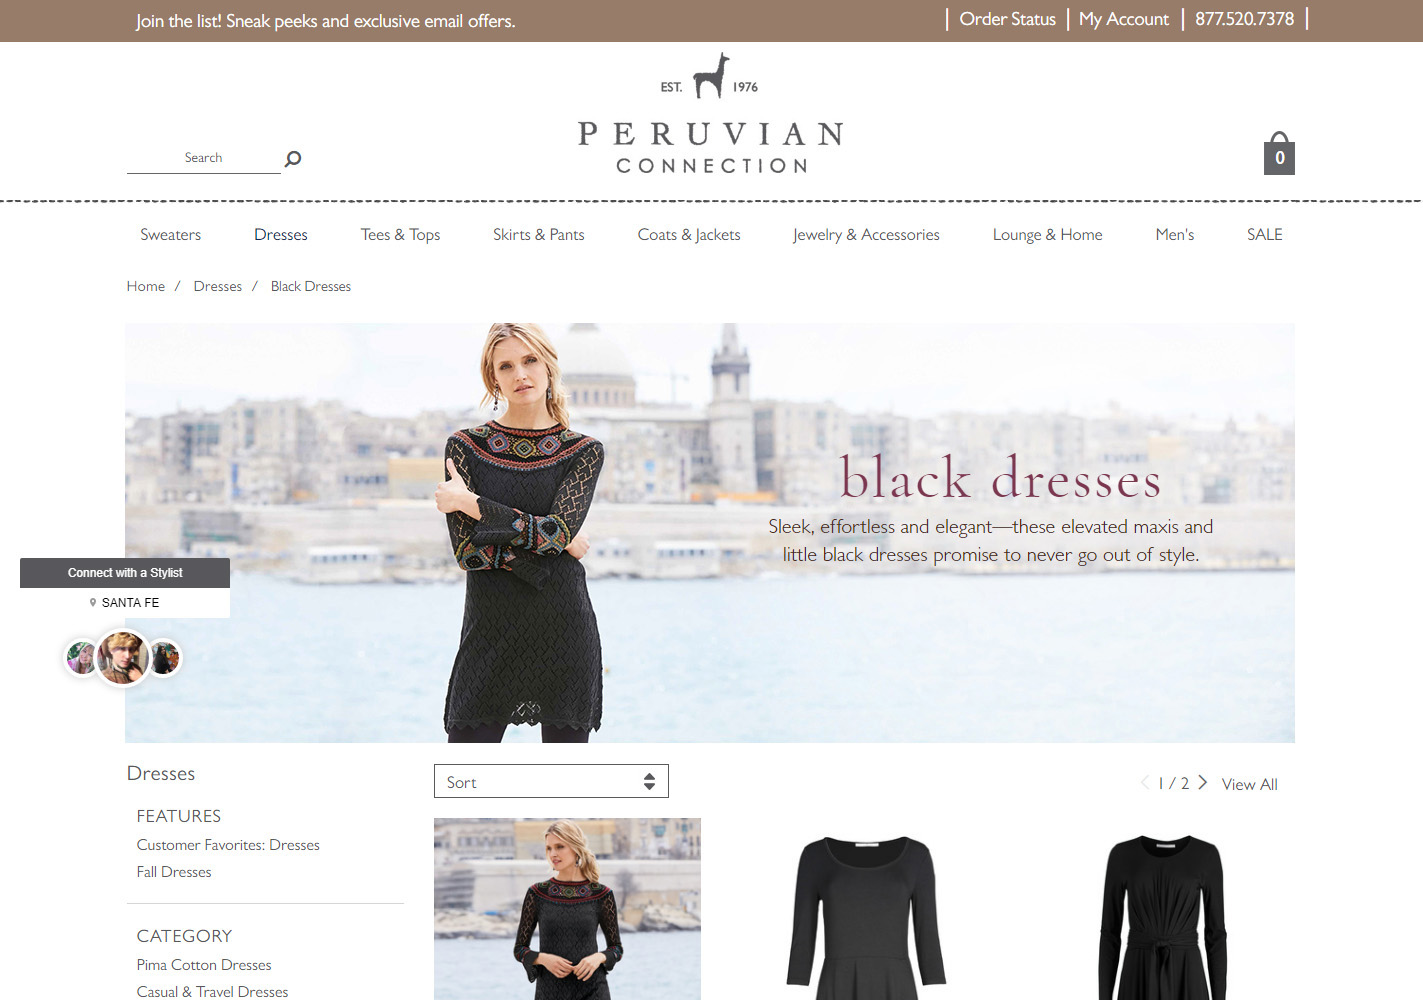 Join the list! Sneak peeks and exclusive email offers.
| Order Status | My Account | 877.520.7378 |
EST. 1976
PERUVIAN
CONNECTION
Search
0
Sweaters Dresses Tees & Tops Skirts & Pants Coats & Jackets Jewelry & Accessories Lounge & Home Men's SALE
Home / Dresses / Black Dresses
black dresses
Sleek, effortless and elegant—these elevated maxis and
little black dresses promise to never go out of style.
Connect with a Stylist
SANTA FE
Dresses
FEATURES
Customer Favorites: Dresses
Fall Dresses
CATEGORY
Pima Cotton Dresses
Casual & Travel Dresses
Sort
1 / 2 View All